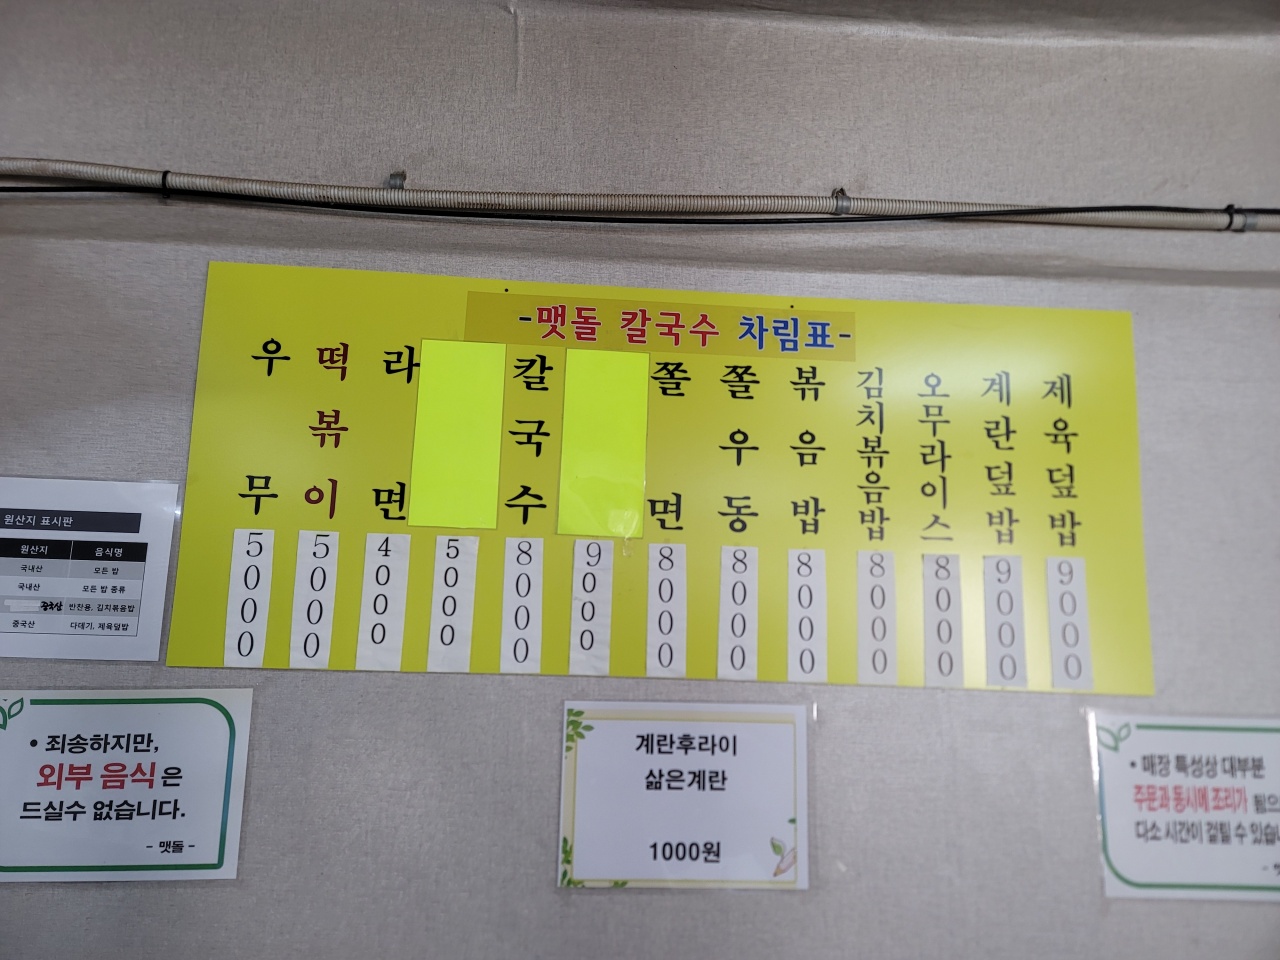 -맷돌 칼국수 차림표-
우무 5000
떡볶이 5000
라면 4000
5000
칼국수 8000
9000
쫄면 8000
쫄우동 8000
볶음밥 8000
김치볶음밥 8000
오무라이스 8000
계란덮밥 9000
제육덮밥 9000
원산지 표시판
원산지 음식명
국내산 모든 밥
국내산 모든 밥 종류
중국산 반찬용, 김치볶음밥
중국산 다데기, 제육덮밥
• 죄송하지만,
외부 음식은
드실수 없습니다.
- 맷돌 -
계란후라이
삶은계란
1000원
• 매장 특성상 대부분
주문과 동시에 조리가 됨으
다소 시간이 걸릴 수 있습니